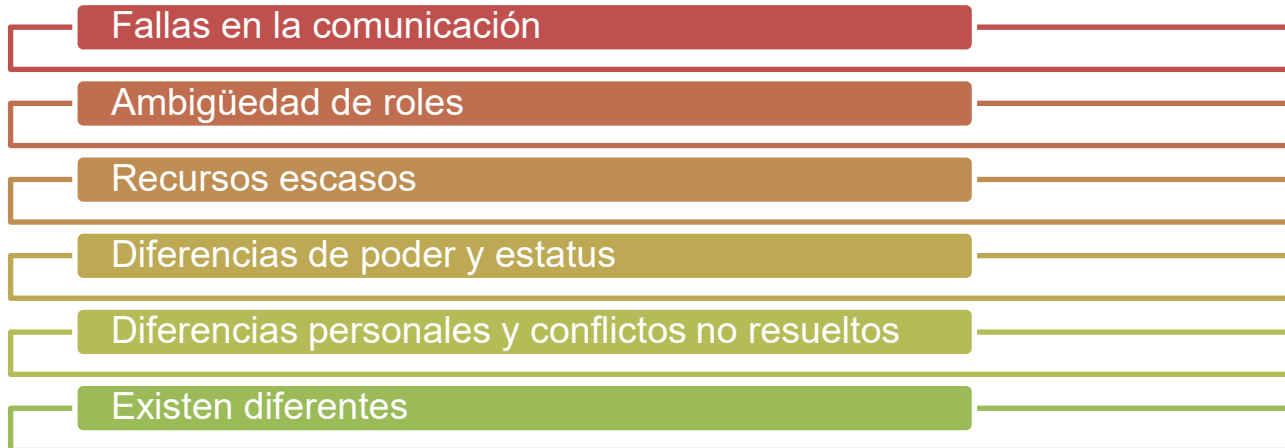 Fallas en la comunicación
Ambigüedad de roles
Recursos escasos
Diferencias de poder y estatus
Diferencias personales y conflictos no resueltos
Existen diferentes